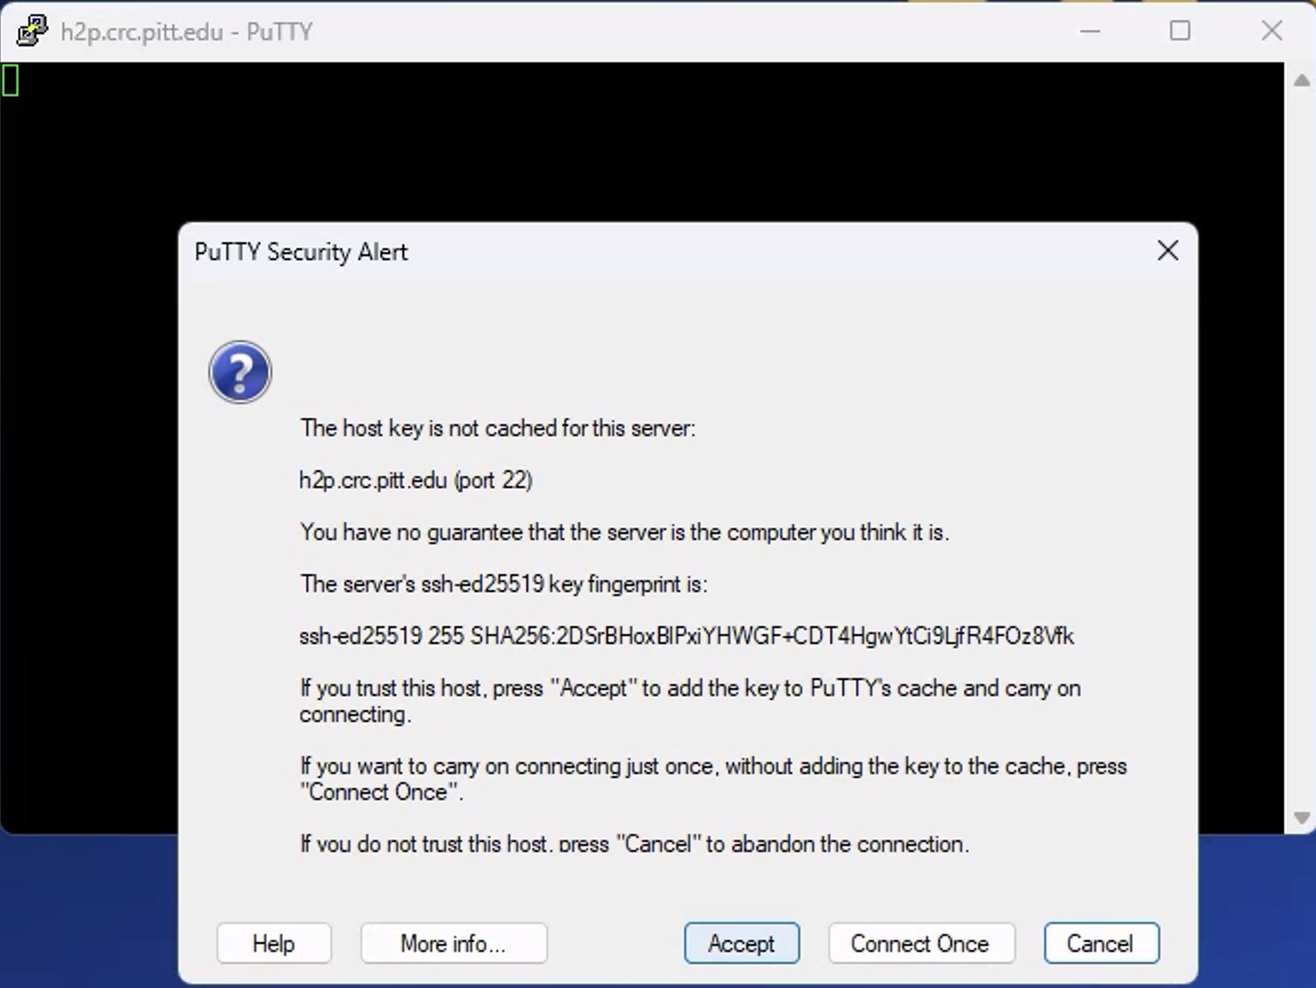 h2p.crc.pitt.edu - PuTTY
PuTTY Security Alert
The host key is not cached for this server:
h2p.crc.pitt.edu (port 22)
You have no guarantee that the server is the computer you think it is.
The server's ssh-ed25519 key fingerprint is:
ssh-ed25519 255 SHA256:2DSrBHoxBlPxiYHWGF+CDT4HgwYtCi9LjfR4FOz8Vfk
If you trust this host, press "Accept" to add the key to PuTTY's cache and carry on
connecting.
If you want to carry on connecting just once, without adding the key to the cache, press
"Connect Once".
If you do not trust this host, press "Cancel" to abandon the connection.
Help More info... Accept Connect Once Cancel